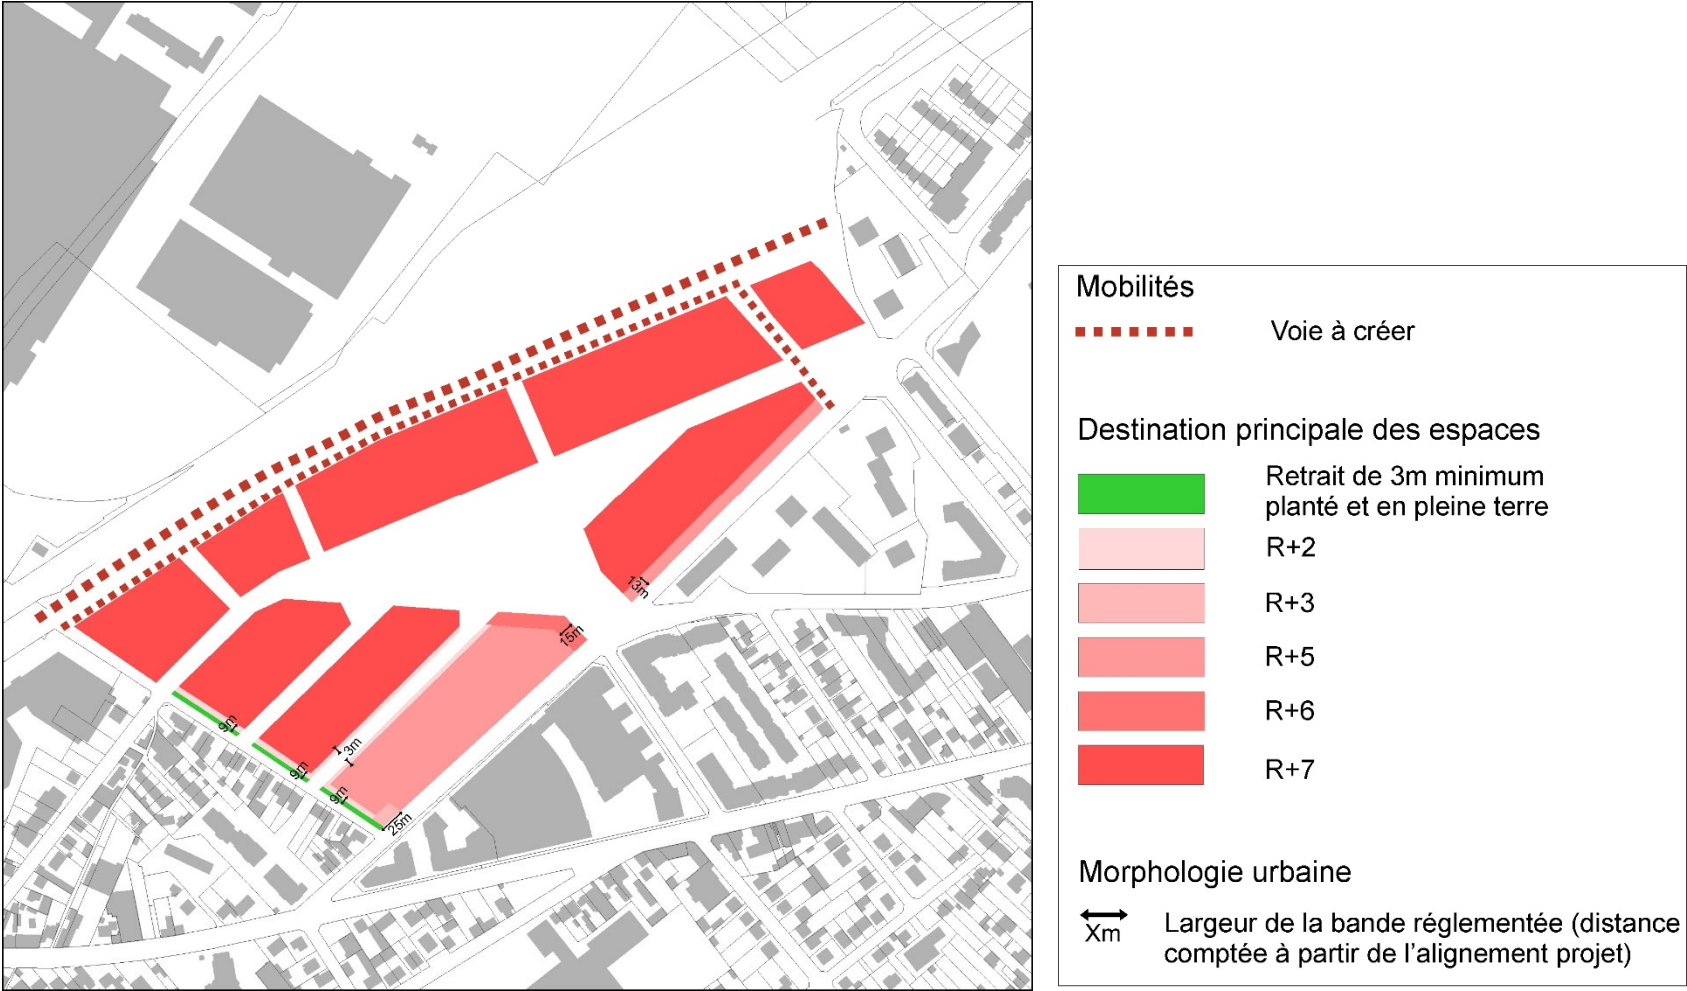 13m
15m
9m
3m
9m
9m
25m
Mobilités
Voie à créer
Destination principale des espaces
Retrait de 3m minimum
planté et en pleine terre
R+2
R+3
R+5
R+6
R+7
Morphologie urbaine
Xm
Largeur de la bande réglementée (distance
comptée à partir de l'alignement projet)